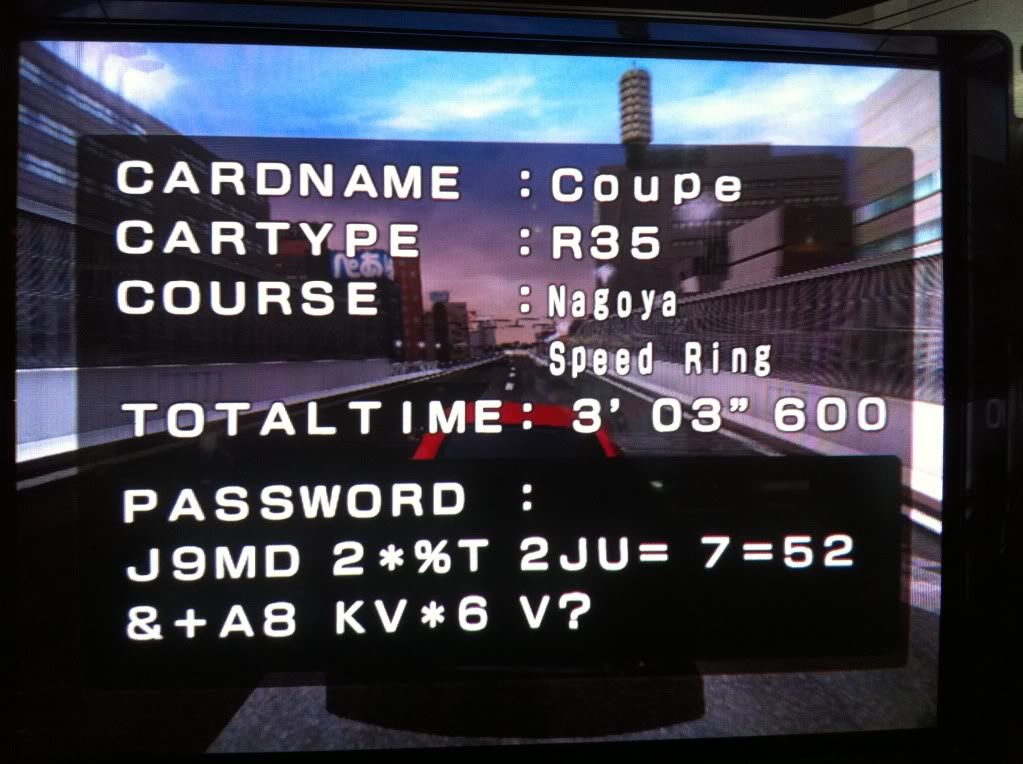 CARDNAME : Coupe
CARTYPE : R35
COURSE : Nagoya
Speed Ring
TOTALTIME: 3' 03” 600
PASSWORD :
J9MD 2*%T 2JU= 7=52
&+A8 KV*6 V?